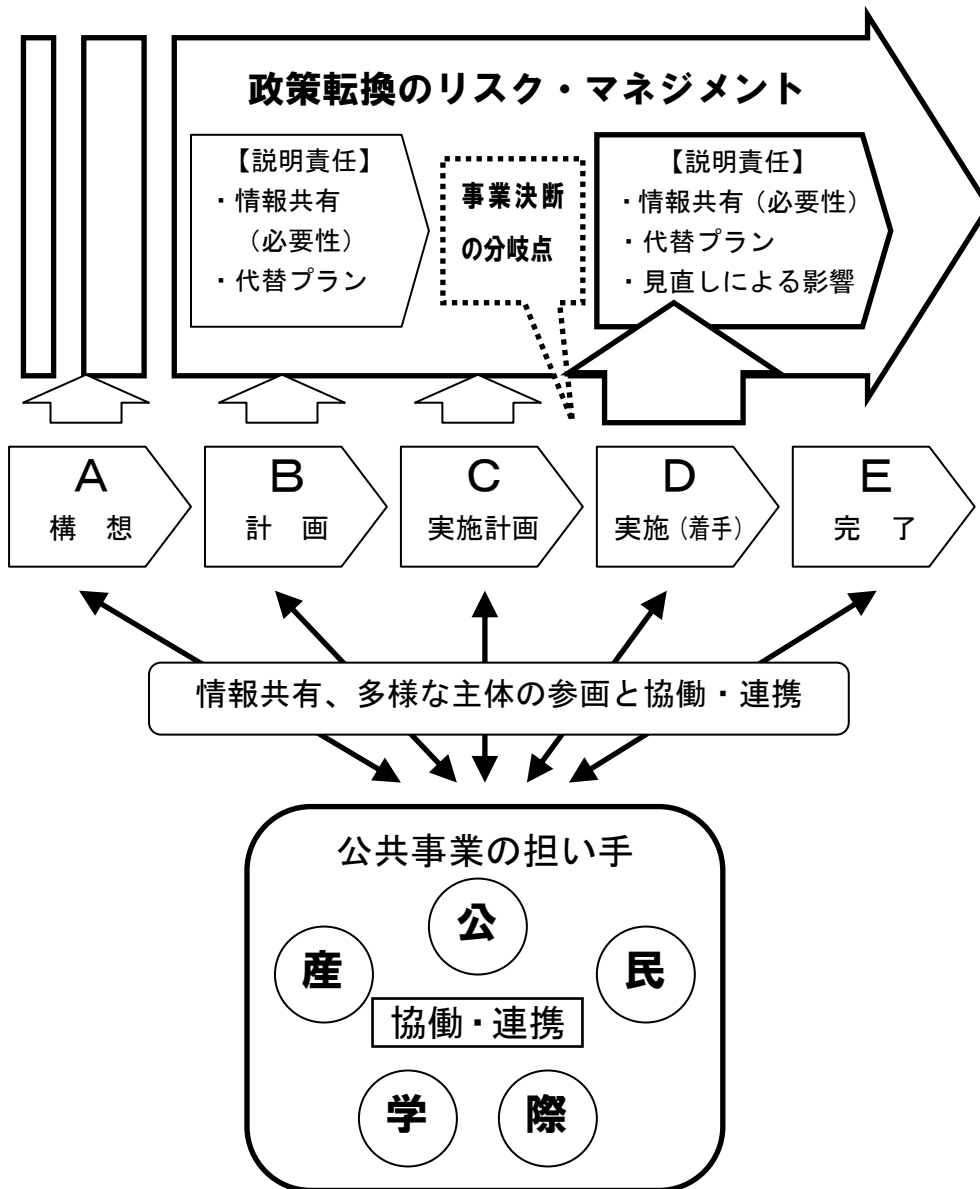 政策転換のリスク・マネジメント
【説明責任】
・情報共有
（必要性）
・代替プラン
事業決断
の分岐点
【説明責任】
・情報共有（必要性）
・代替プラン
・見直しによる影響
A
構　想
B
計　画
C
実施計画
D
実施（着手）
E
完　了
情報共有、多様な主体の参画と協働・連携
公共事業の担い手
公
産
民
協働・連携
学
際